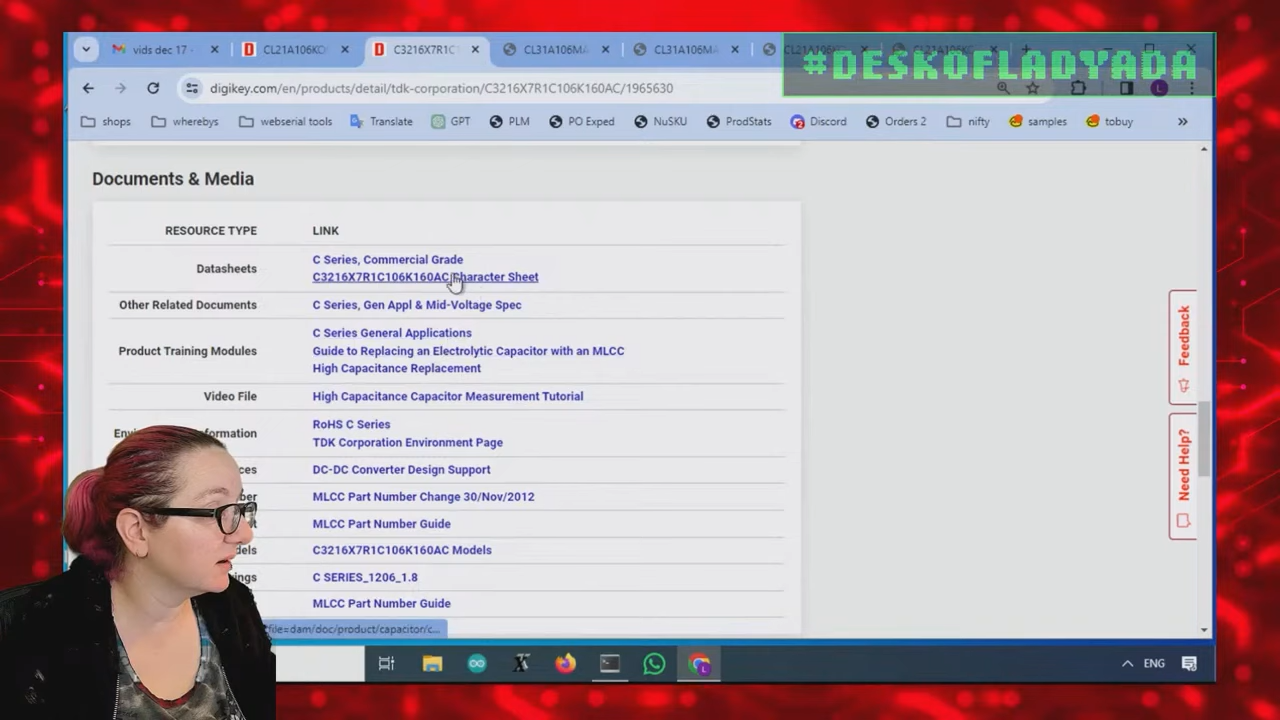 #DESKOFLADYADA
vids dec 17 -
CL21A106KO
C3216X7R1C
CL31A106MA
CL31A106MA
digikey.com/en/products/detail/tdk-corporation/C3216X7R1C106K160AC/1965630
shops
wherebys
webserial tools
Translate
GPT
PLM
PO Exped
NuSKU
ProdStats
Discord
Orders 2
nifty
samples
tobuy
Documents & Media
RESOURCE TYPE LINK
Datasheets
C Series, Commercial Grade
C3216X7R1C106K160AC Character Sheet
Other Related Documents
C Series, Gen Appl & Mid-Voltage Spec
Product Training Modules
C Series General Applications
Guide to Replacing an Electrolytic Capacitor with an MLCC
High Capacitance Replacement
Video File
High Capacitance Capacitor Measurement Tutorial
RoHS C Series
TDK Corporation Environment Page
DC-DC Converter Design Support
MLCC Part Number Change 30/Nov/2012
MLCC Part Number Guide
C3216X7R1C106K160AC Models
C SERIES_1206_1.8
MLCC Part Number Guide
file=dam/doc/product/capacitor/c...
Feedback
Need Help?
ENG